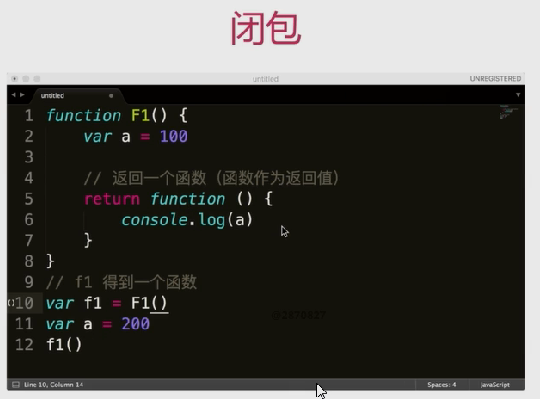 闭包
untitled
UNREGISTERED
untitled
1 function F1() {
2 var a = 100
3
4 // 返回一个函数（函数作为返回值）
5 return function () {
6 console.log(a)
7 }
8 }
9 // f1 得到一个函数
10 var f1 = F1()
11 var a = 200
12 f1()
Line 10, Column 14
Spaces: 4
JavaScript